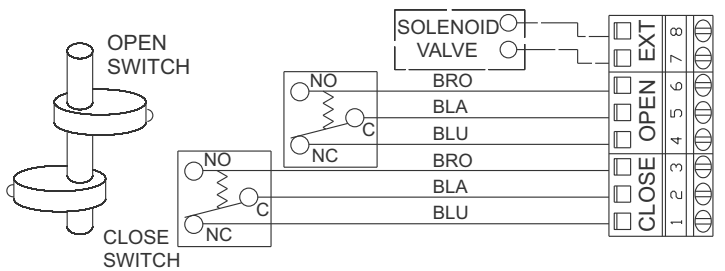 OPEN
SWITCH
SOLENOID
VALVE
NO
C
NC
BRO
BLA
BLU
NO
C
NC
BRO
BLA
BLU
CLOSE
SWITCH
EXT
OPEN
CLOSE
8
7
6
5
4
3
2
1